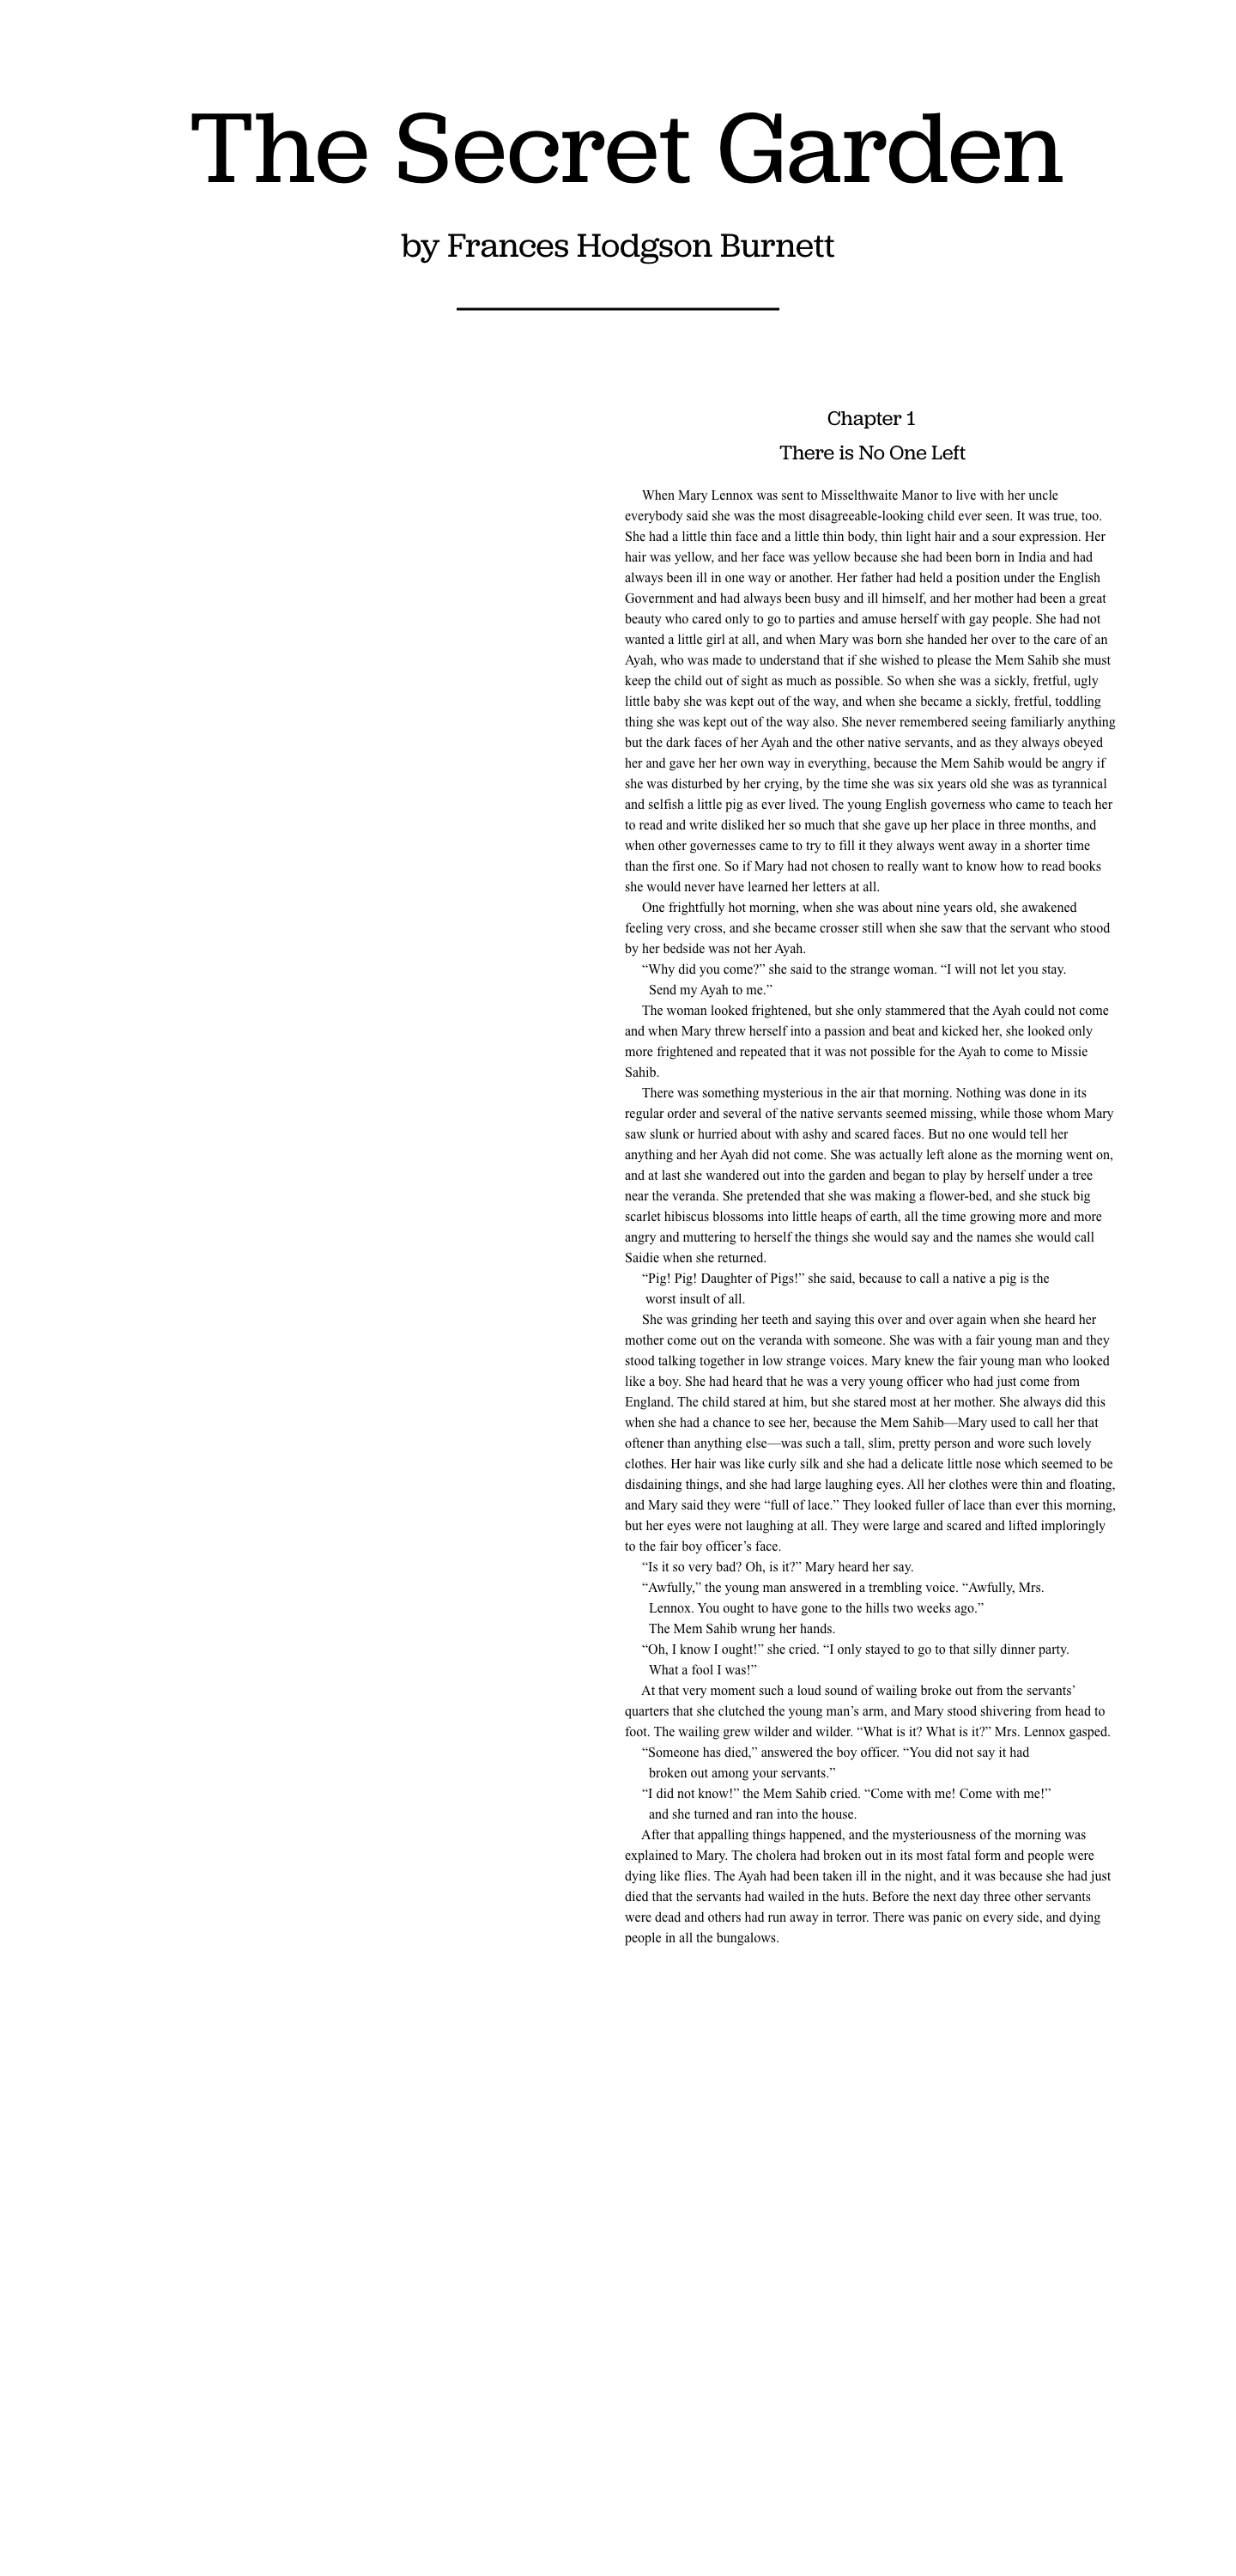 The Secret Garden
by Frances Hodgson Burnett
Chapter 1
There is No One Left
When Mary Lennox was sent to Misselthwaite Manor to live with her uncle
everybody said she was the most disagreeable-looking child ever seen. It was true, too.
She had a little thin face and a little thin body, thin light hair and a sour expression. Her
hair was yellow, and her face was yellow because she had been born in India and had
always been ill in one way or another. Her father had held a position under the English
Government and had always been busy and ill himself, and her mother had been a great
beauty who cared only to go to parties and amuse herself with gay people. She had not
wanted a little girl at all, and when Mary was born she handed her over to the care of an
Ayah, who was made to understand that if she wished to please the Mem Sahib she must
keep the child out of sight as much as possible. So when she was a sickly, fretful, ugly
little baby she was kept out of the way, and when she became a sickly, fretful, toddling
thing she was kept out of the way also. She never remembered seeing familiarly anything
but the dark faces of her Ayah and the other native servants, and as they always obeyed
her and gave her her own way in everything, because the Mem Sahib would be angry if
she was disturbed by her crying, by the time she was six years old she was as tyrannical
and selfish a little pig as ever lived. The young English governess who came to teach her
to read and write disliked her so much that she gave up her place in three months, and
when other governesses came to try to fill it they always went away in a shorter time
than the first one. So if Mary had not chosen to really want to know how to read books
she would never have learned her letters at all.
One frightfully hot morning, when she was about nine years old, she awakened
feeling very cross, and she became crosser still when she saw that the servant who stood
by her bedside was not her Ayah.
“Why did you come?” she said to the strange woman. “I will not let you stay.
Send my Ayah to me.”
The woman looked frightened, but she only stammered that the Ayah could not come
and when Mary threw herself into a passion and beat and kicked her, she looked only
more frightened and repeated that it was not possible for the Ayah to come to Missie
Sahib.
There was something mysterious in the air that morning. Nothing was done in its
regular order and several of the native servants seemed missing, while those whom Mary
saw slunk or hurried about with ashy and scared faces. But no one would tell her
anything and her Ayah did not come. She was actually left alone as the morning went on,
and at last she wandered out into the garden and began to play by herself under a tree
near the veranda. She pretended that she was making a flower-bed, and she stuck big
scarlet hibiscus blossoms into little heaps of earth, all the time growing more and more
angry and muttering to herself the things she would say and the names she would call
Saidie when she returned.
“Pig! Pig! Daughter of Pigs!” she said, because to call a native a pig is the
worst insult of all.
She was grinding her teeth and saying this over and over again when she heard her
mother come out on the veranda with someone. She was with a fair young man and they
stood talking together in low strange voices. Mary knew the fair young man who looked
like a boy. She had heard that he was a very young officer who had just come from
England. The child stared at him, but she stared most at her mother. She always did this
when she had a chance to see her, because the Mem Sahib—Mary used to call her that
oftener than anything else—was such a tall, slim, pretty person and wore such lovely
clothes. Her hair was like curly silk and she had a delicate little nose which seemed to be
disdaining things, and she had large laughing eyes. All her clothes were thin and floating,
and Mary said they were “full of lace.” They looked fuller of lace than ever this morning,
but her eyes were not laughing at all. They were large and scared and lifted imploringly
to the fair boy officer’s face.
“Is it so very bad? Oh, is it?” Mary heard her say.
“Awfully,” the young man answered in a trembling voice. “Awfully, Mrs.
Lennox. You ought to have gone to the hills two weeks ago.”
The Mem Sahib wrung her hands.
“Oh, I know I ought!” she cried. “I only stayed to go to that silly dinner party.
What a fool I was!”
At that very moment such a loud sound of wailing broke out from the servants’
quarters that she clutched the young man’s arm, and Mary stood shivering from head to
foot. The wailing grew wilder and wilder. “What is it? What is it?” Mrs. Lennox gasped.
“Someone has died,” answered the boy officer. “You did not say it had
broken out among your servants.”
“I did not know!” the Mem Sahib cried. “Come with me! Come with me!”
and she turned and ran into the house.
After that appalling things happened, and the mysteriousness of the morning was
explained to Mary. The cholera had broken out in its most fatal form and people were
dying like flies. The Ayah had been taken ill in the night, and it was because she had just
died that the servants had wailed in the huts. Before the next day three other servants
were dead and others had run away in terror. There was panic on every side, and dying
people in all the bungalows.